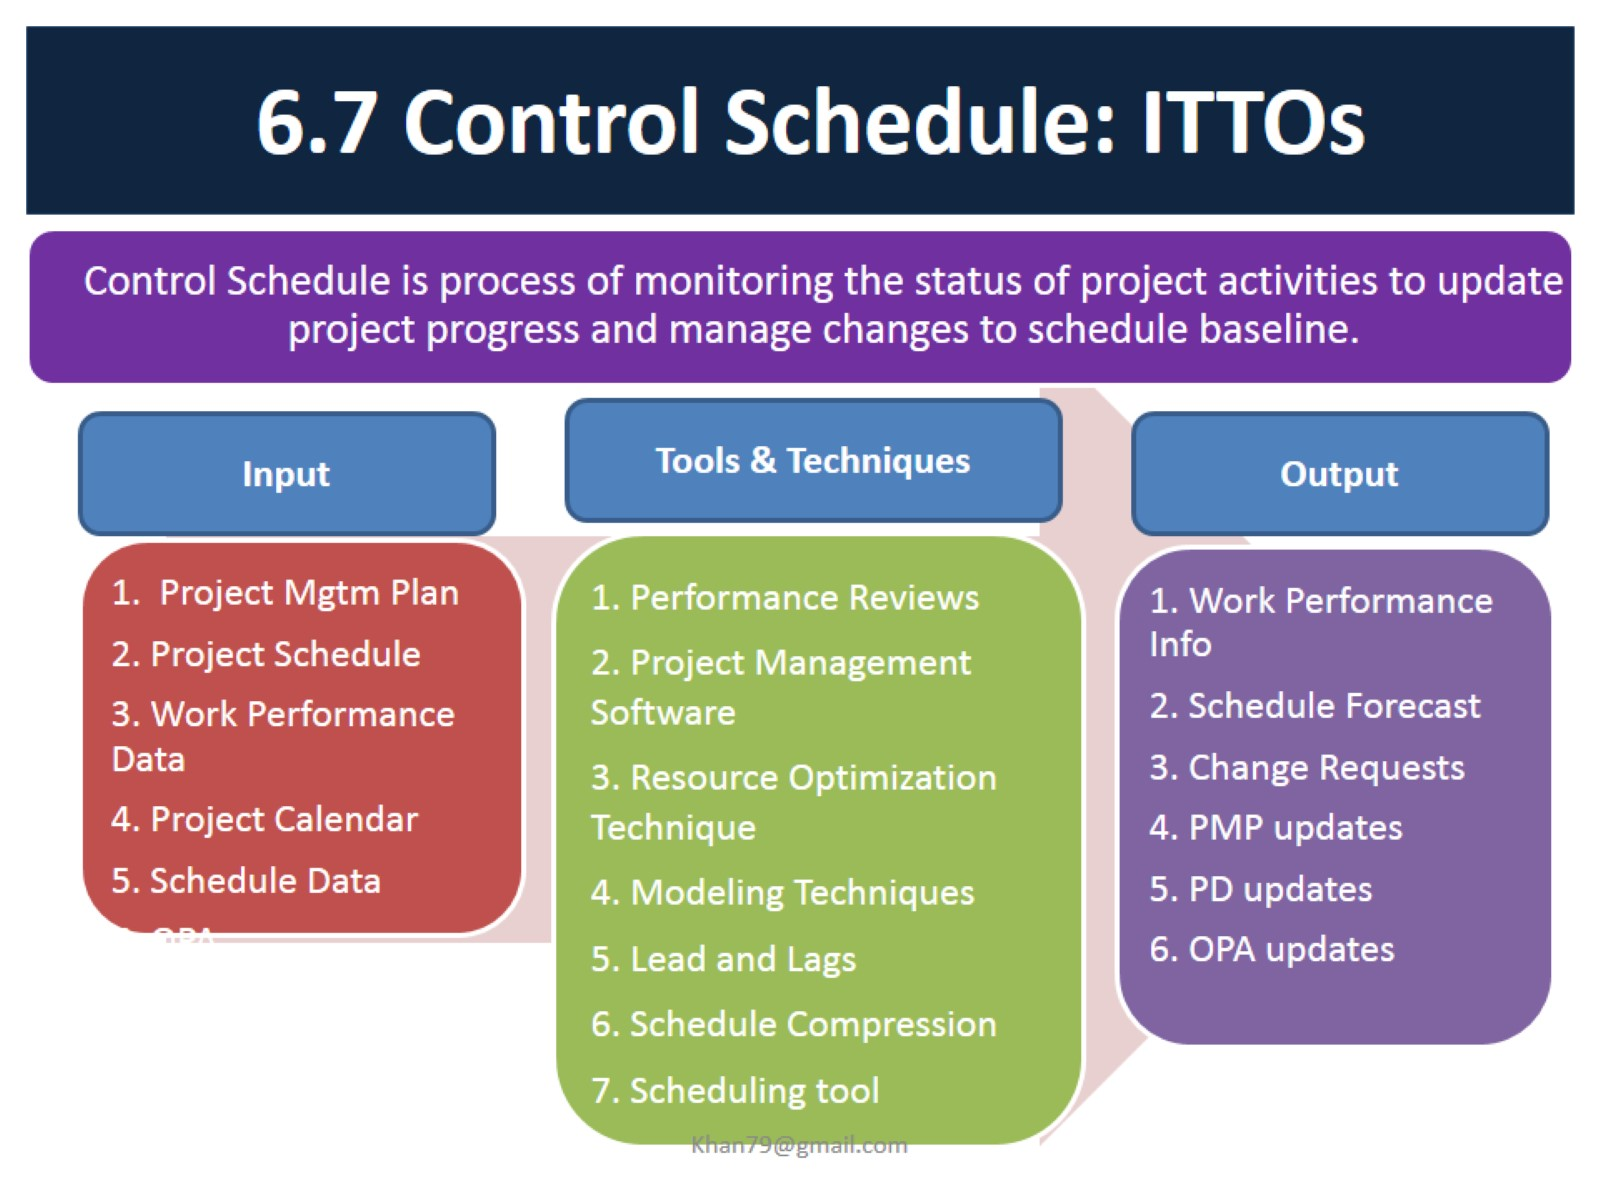 6.7 Control Schedule: ITTOs
Control Schedule is process of monitoring the status of project activities to update
project progress and manage changes to schedule baseline.
Input
1.  Project Mgtm Plan
2. Project Schedule
3. Work Performance
Data
4. Project Calendar
5. Schedule Data
OPA
Tools & Techniques
1. Performance Reviews
2. Project Management
Software
3. Resource Optimization
Technique
4. Modeling Techniques
5. Lead and Lags
6. Schedule Compression
7. Scheduling tool
Output
1. Work Performance
Info
2. Schedule Forecast
3. Change Requests
4. PMP updates
5. PD updates
6. OPA updates
Khan79@gmail.com